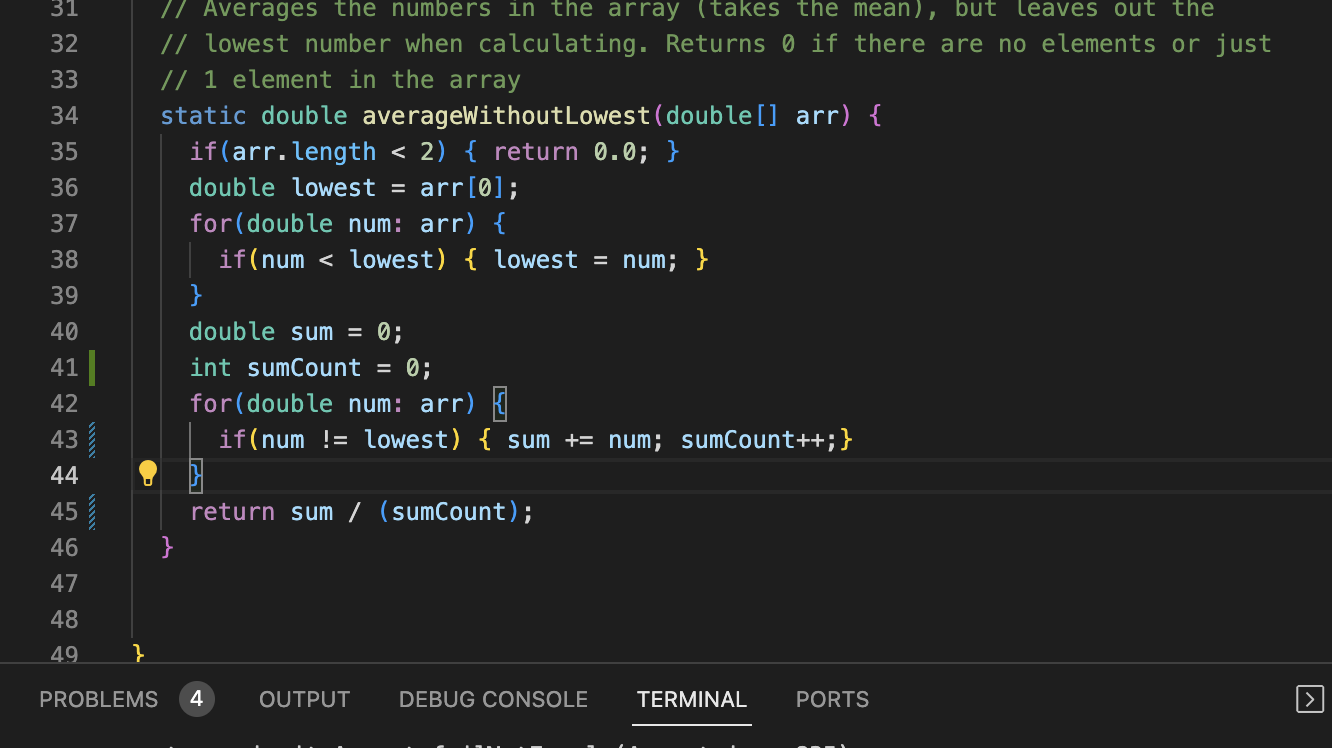 31 // Averages the numbers in the array (takes the mean), but leaves out the
32 // lowest number when calculating. Returns 0 if there are no elements or just
33 // 1 element in the array
34 static double averageWithoutLowest(double[] arr) {
35 if(arr.length < 2) { return 0.0; }
36 double lowest = arr[0];
37 for(double num: arr) {
38 if(num < lowest) { lowest = num; }
39 }
40 double sum = 0;
41 int sumCount = 0;
42 for(double num: arr) {
43 if(num != lowest) { sum += num; sumCount++;}
44 }
45 return sum / (sumCount);
46 }
47
48
49 }
PROBLEMS 4 OUTPUT DEBUG CONSOLE TERMINAL PORTS